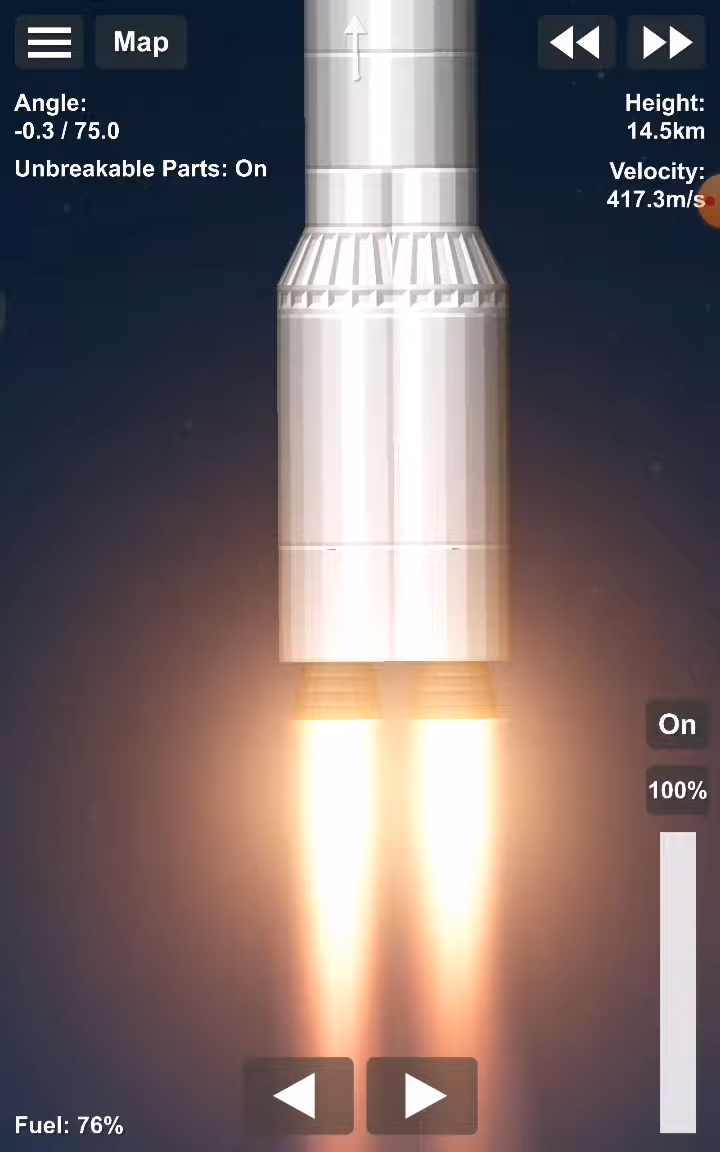 Map
Angle:
-0.3 / 75.0
Unbreakable Parts: On
Height:
14.5km
Velocity:
417.3m/s
On
100%
Fuel: 76%